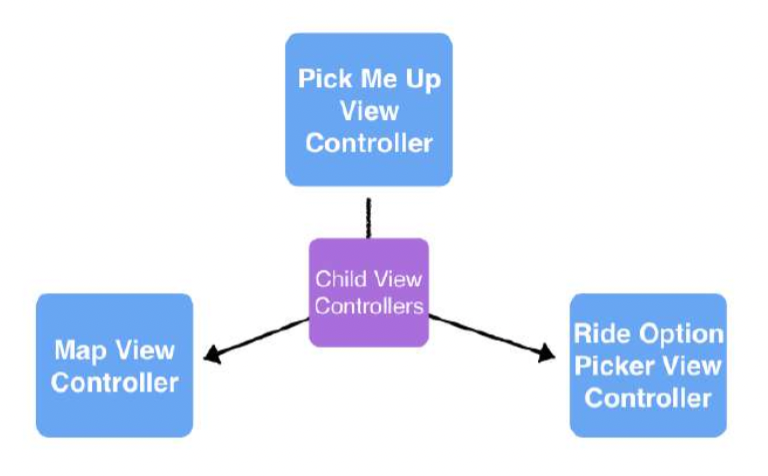 Pick Me Up
View
Controller
Child View
Controllers
Map View
Controller
Ride Option
Picker View
Controller